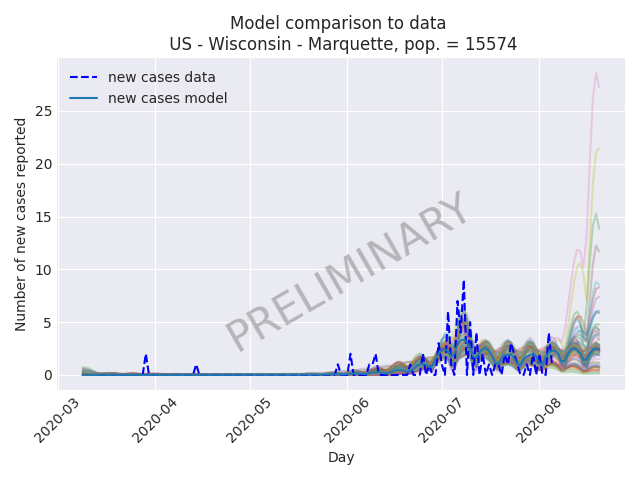 Model comparison to data
US - Wisconsin - Marquette, pop. = 15574
new cases data
new cases model
Number of new cases reported
25
20
15
10
5
0
PRELIMINARY
2020-03
2020-04
2020-05
2020-06
2020-07
2020-08
Day